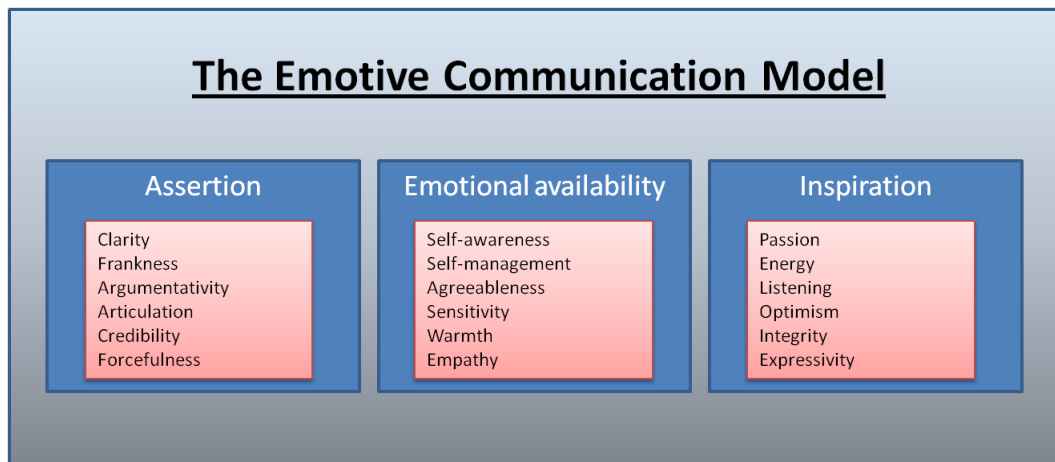 The Emotive Communication Model
Assertion
Clarity
Frankness
Argumentativity
Articulation
Credibility
Forcefulness
Emotional availability
Self-awareness
Self-management
Agreeableness
Sensitivity
Warmth
Empathy
Inspiration
Passion
Energy
Listening
Optimism
Integrity
Expressivity